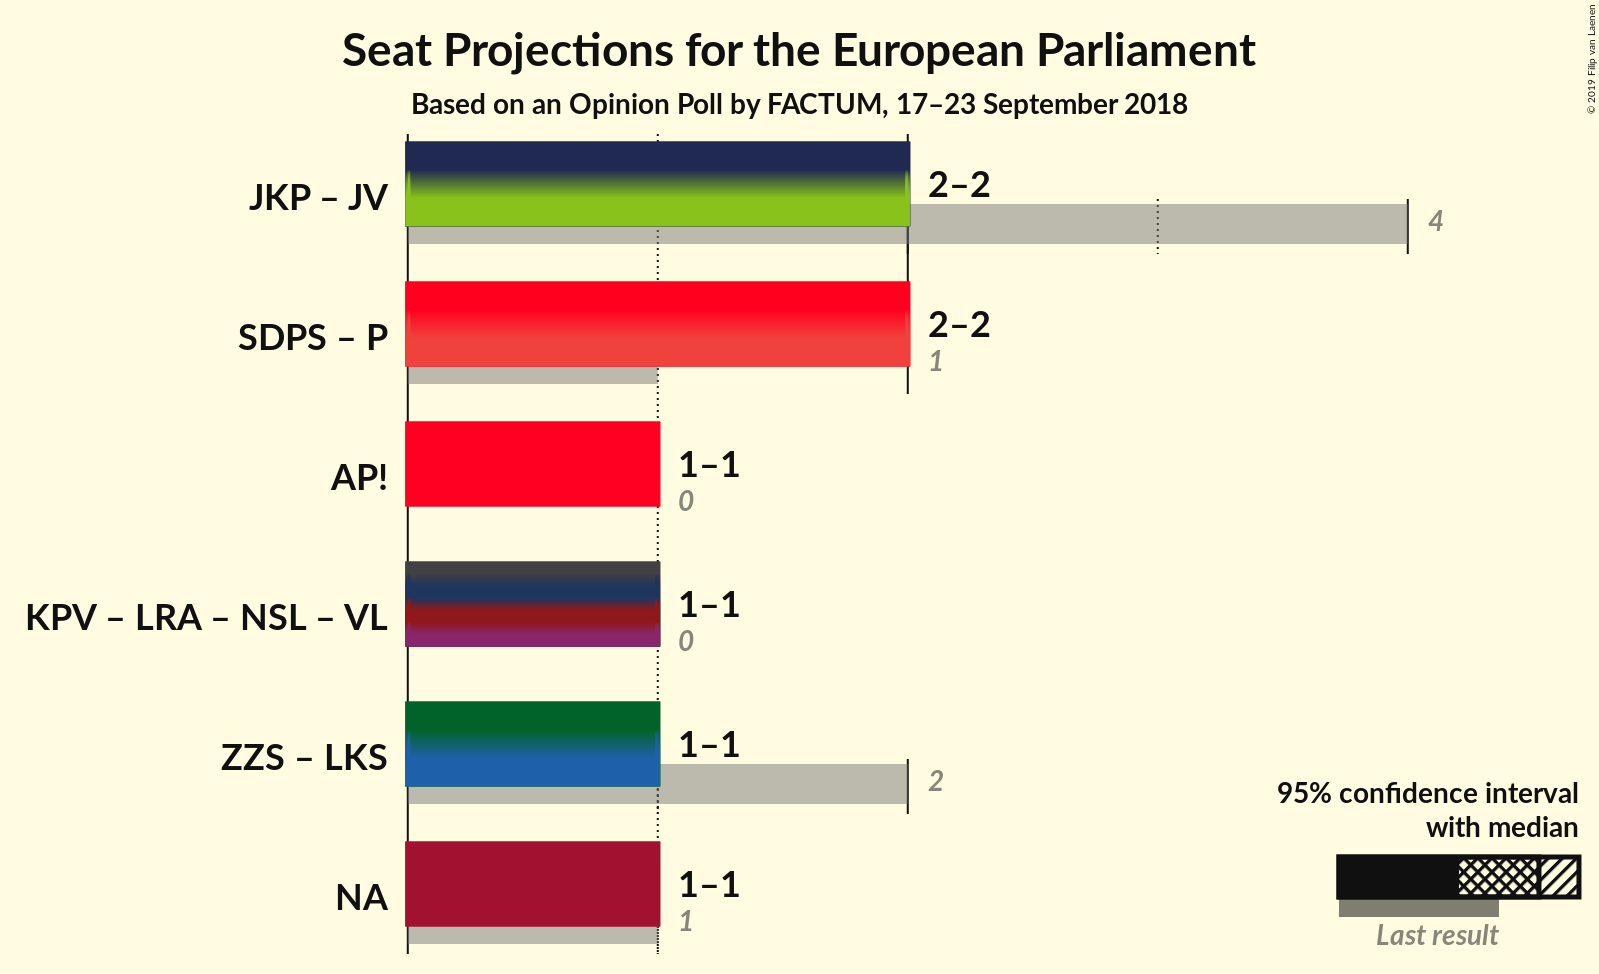 Seat Projections for the European Parliament
Based on an Opinion Poll by FACTUM, 17–23 September 2018
© 2019 Filip van Laenen
JKP – JV
2–2
4
SDPS – P
2–2
1
AP!
1–1
0
KPV – LRA – NSL – VL
1–1
0
ZZS – LKS
1–1
2
NA
1–1
1
95% confidence interval
with median
Last result